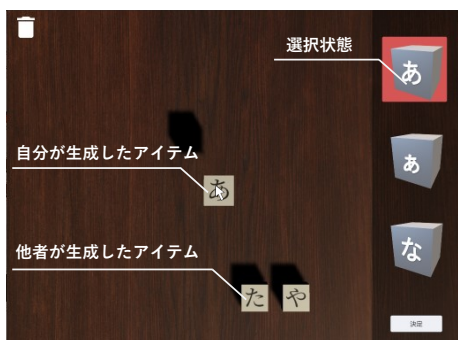 選択状態
あ
自分が生成したアイテム
あ
あ
他者が生成したアイテム
な
た
や
決定